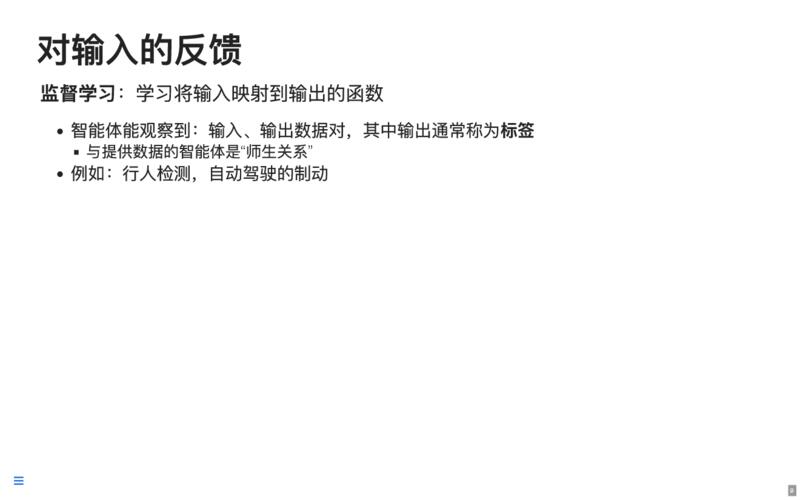 对输入的反馈
监督学习：学习将输入映射到输出的函数
• 智能体能观察到：输入、输出数据对，其中输出通常称为标签
▪ 与提供数据的智能体是“师生关系”
• 例如：行人检测，自动驾驶的制动